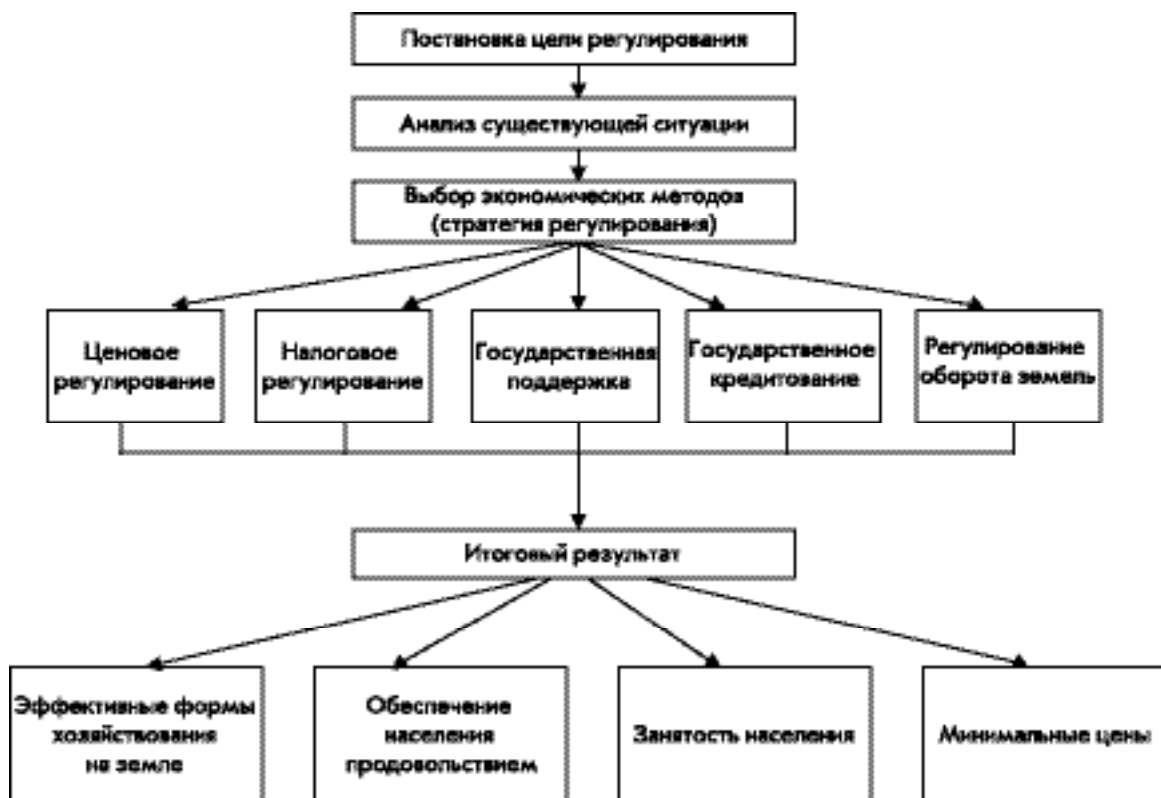 Постановка цели регулирования
Анализ существующей ситуации
Выбор экономических методов
(стратегия регулирования)
Ценовое
регулирование
Налоговое
регулирование
Государственная
поддержка
Государственное
кредитование
Регулирование
оборота земель
Итоговый результат
Эффективные формы
хозяйствования
на земле
Обеспечение
населения
продовольствием
Занятость населения
Минимальные цены